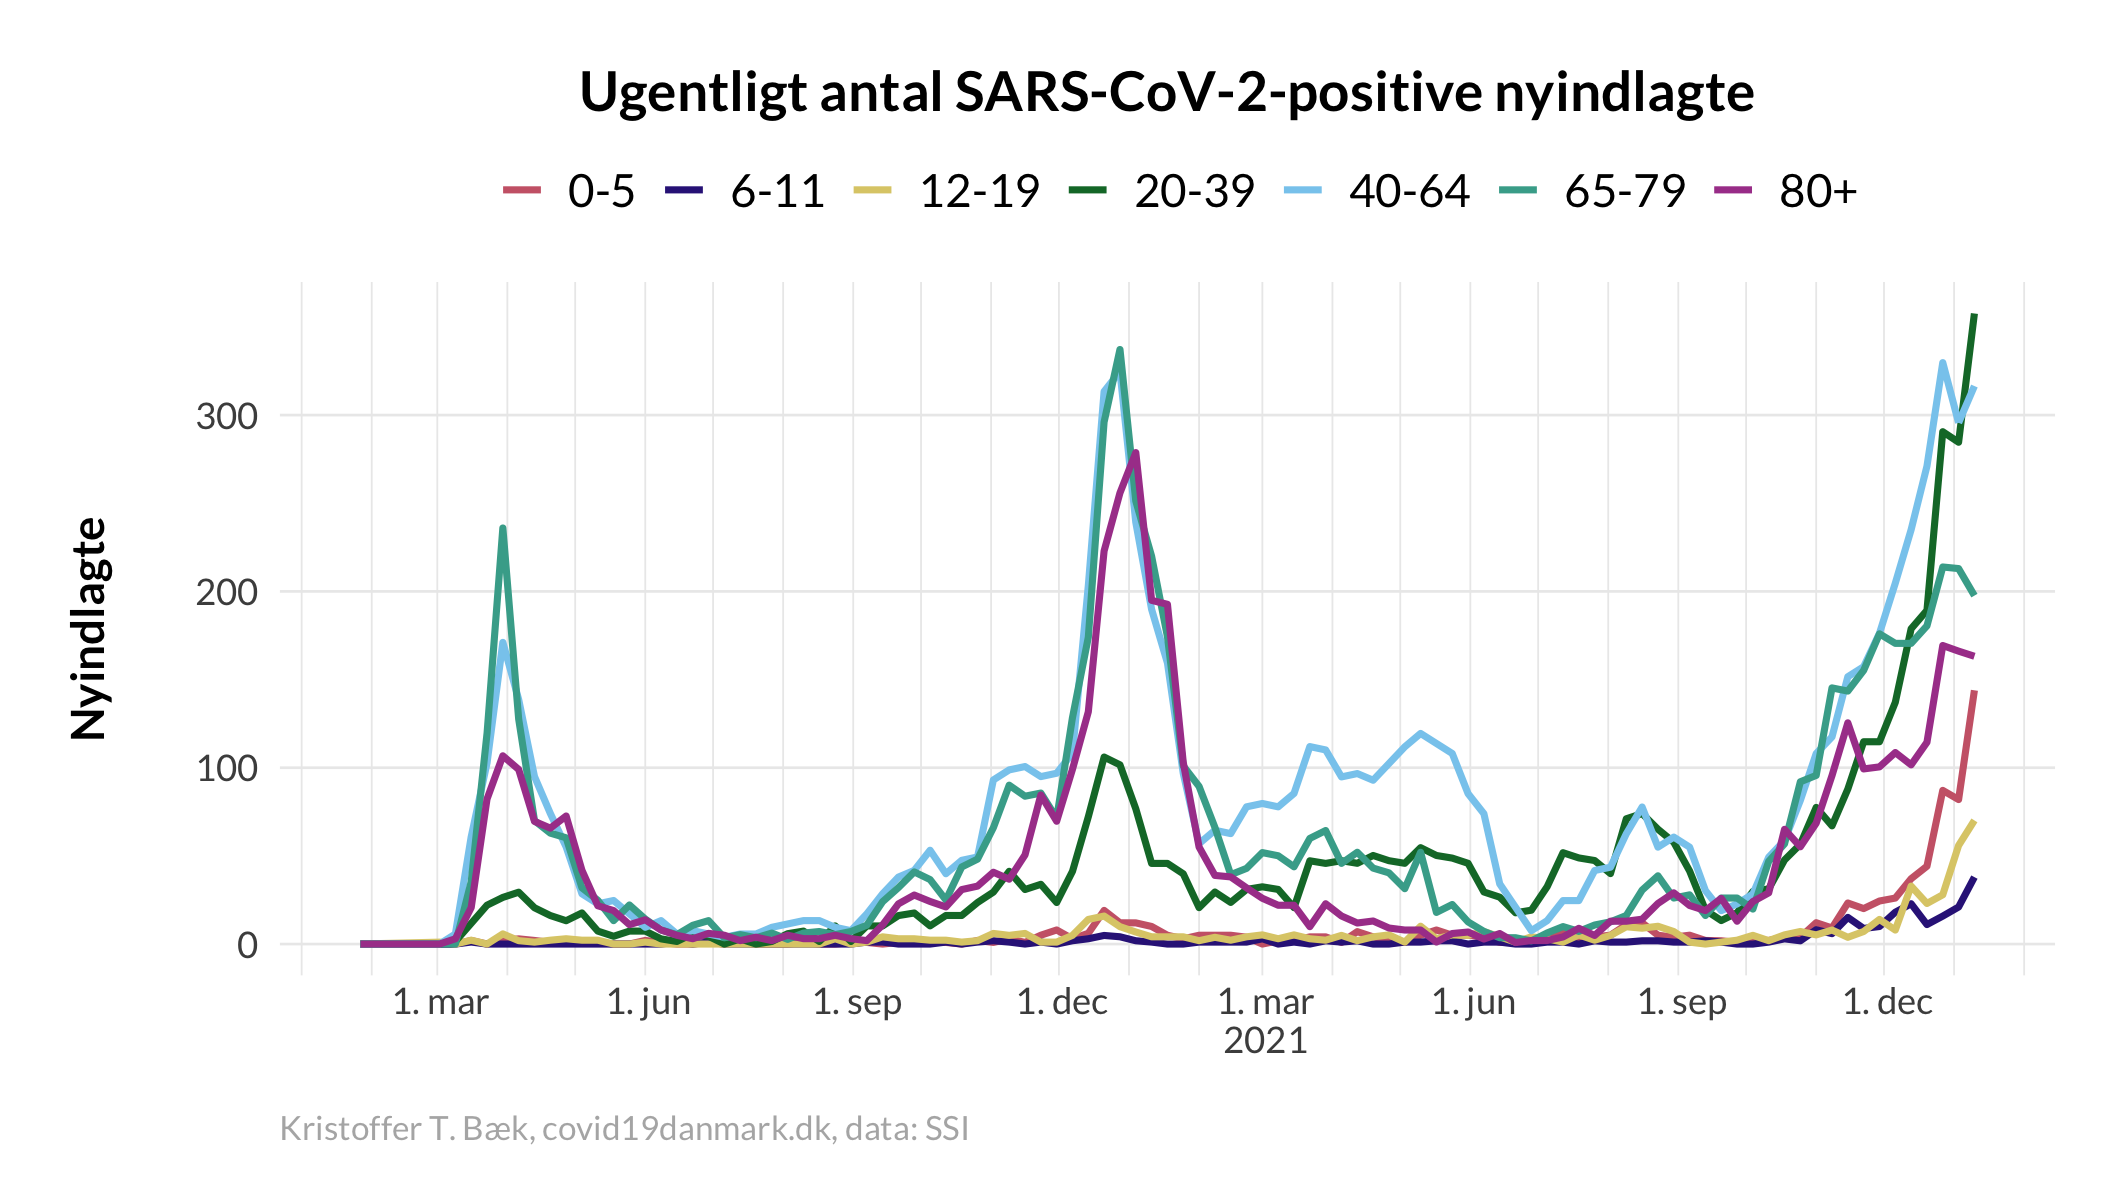 Ugentligt antal SARS-CoV-2-positive nyindlagte
0-5 6-11 12-19 20-39 40-64 65-79 80+
Nyindlagte
300
200
100
0
1. mar 1. jun 1. sep 1. dec 1. mar 1. jun 1. sep 1. dec
2021
Kristoffer T. Bæk, covid19danmark.dk, data: SSI